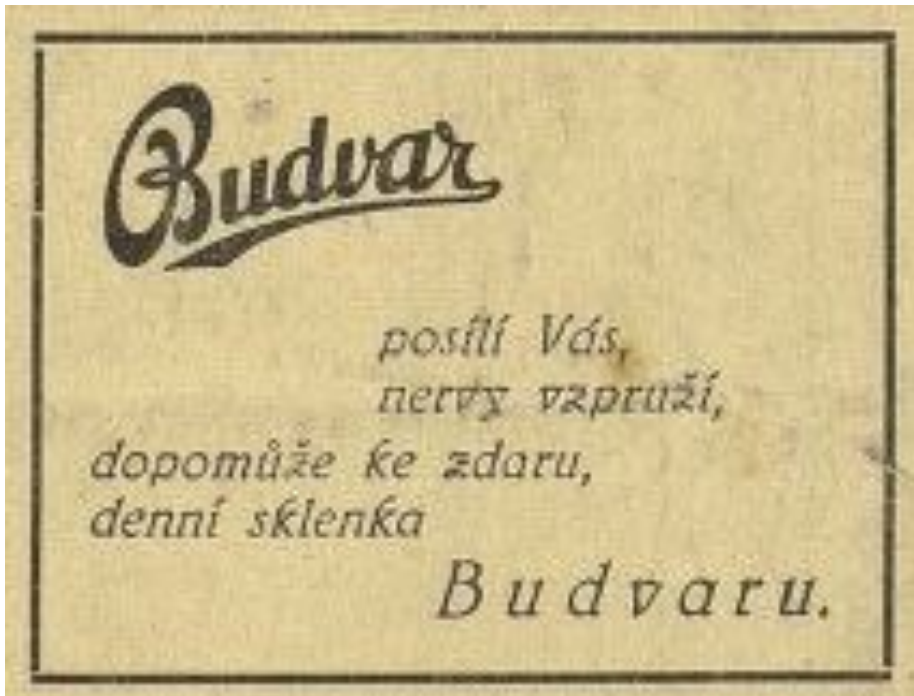 Budvar
posílí Vás,
nervy vzpruží,
dopomůže ke zdaru,
denní sklenka
Budvaru.